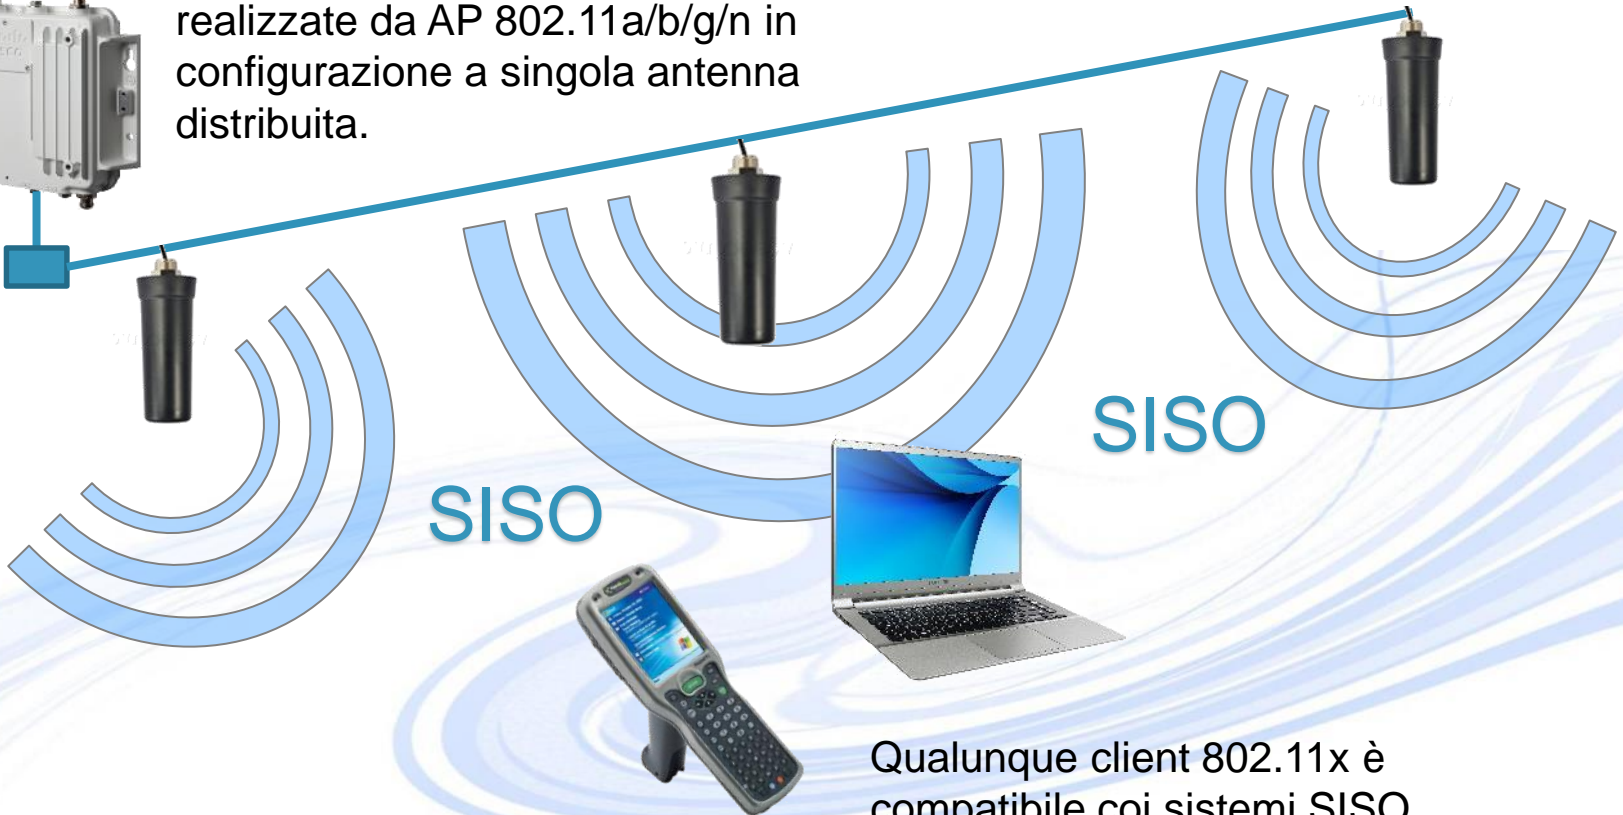 realizzate da AP 802.11a/b/g/n in
configurazione a singola antenna
distribuita.
SISO
SISO
Qualunque client 802.11x è
compatibile coi sistemi SISO